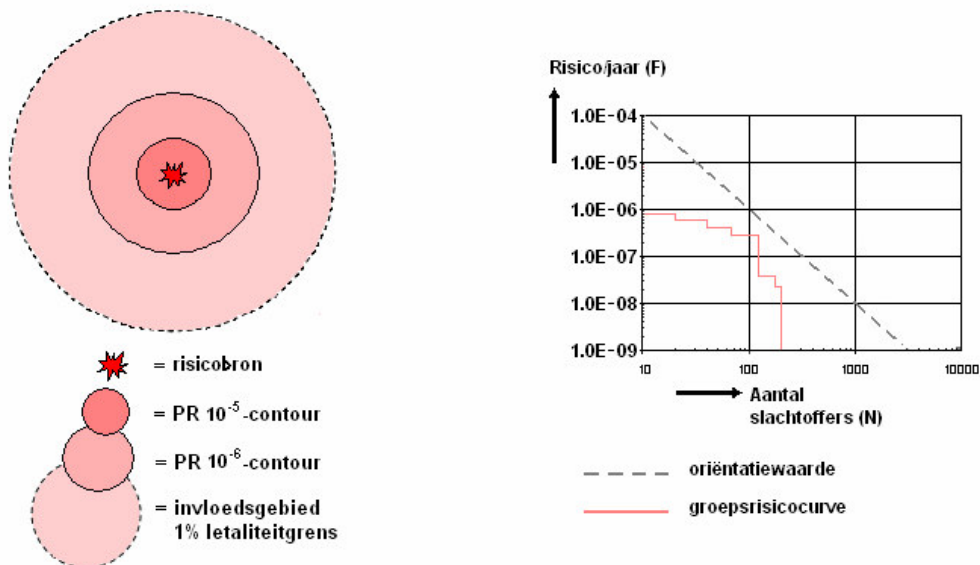 = risicobron
= PR 10⁻⁵-contour
= PR 10⁻⁶-contour
= invloedsgebied
1% letaliteitgrens
Risico/jaar (F)
1.0E-04
1.0E-05
1.0E-06
1.0E-07
1.0E-08
1.0E-09
10 100 1000 10000
Aantal
slachtoffers (N)
oriëntatiewaarde
groepsrisicocurve